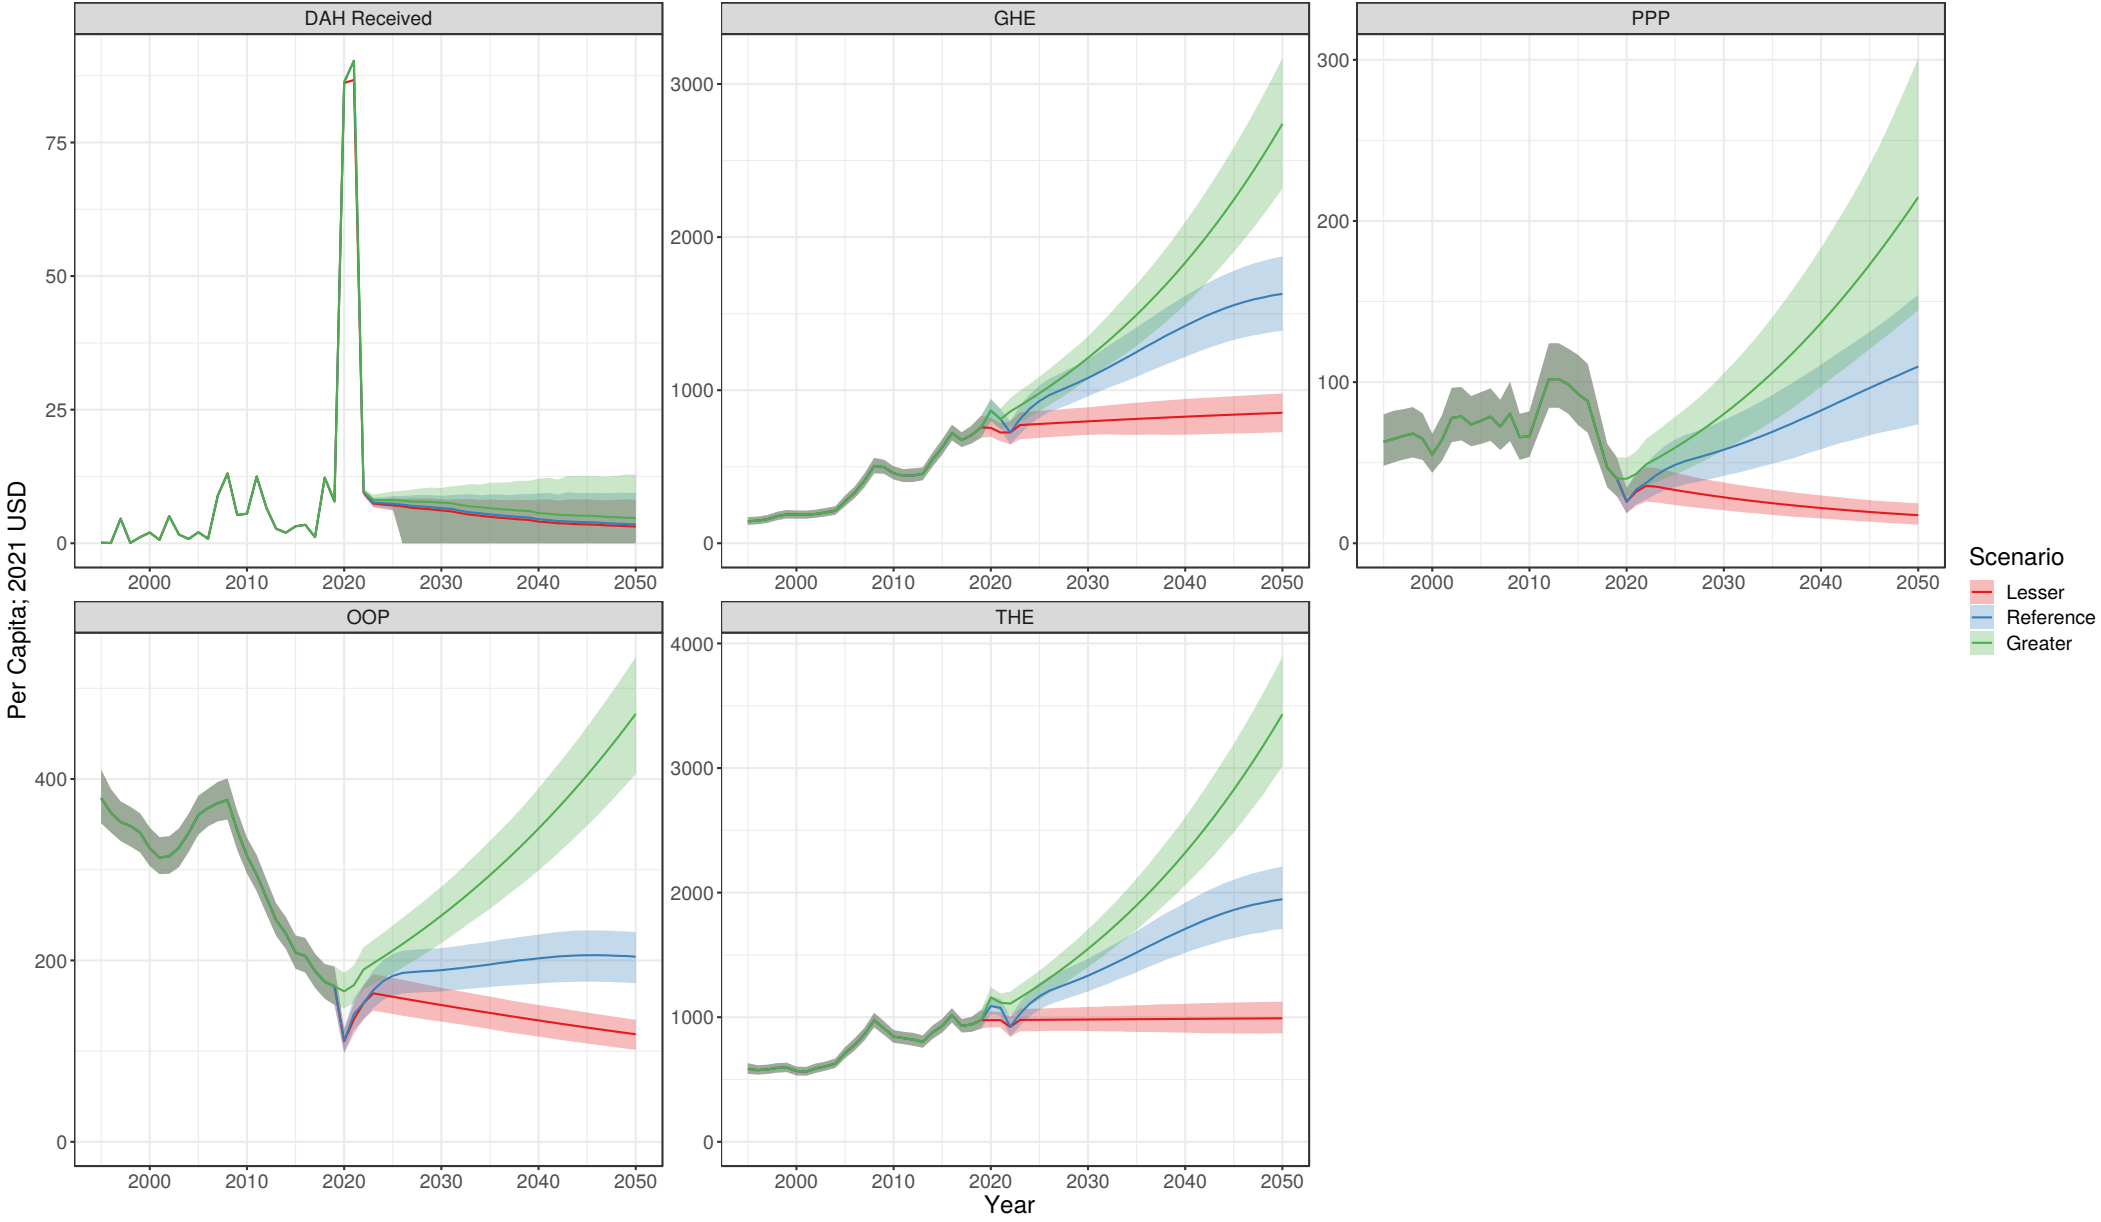 DAH Received
GHE
PPP
75
50
25
0
3000
2000
1000
0
300
200
100
0
2000 2010 2020 2030 2040 2050
2000 2010 2020 2030 2040 2050
2000 2010 2020 2030 2040 2050
Per Capita; 2021 USD
OOP
THE
400
200
0
4000
3000
2000
1000
0
2000 2010 2020 2030 2040 2050
2000 2010 2020 2030 2040 2050
Year
Scenario
Lesser
Reference
Greater